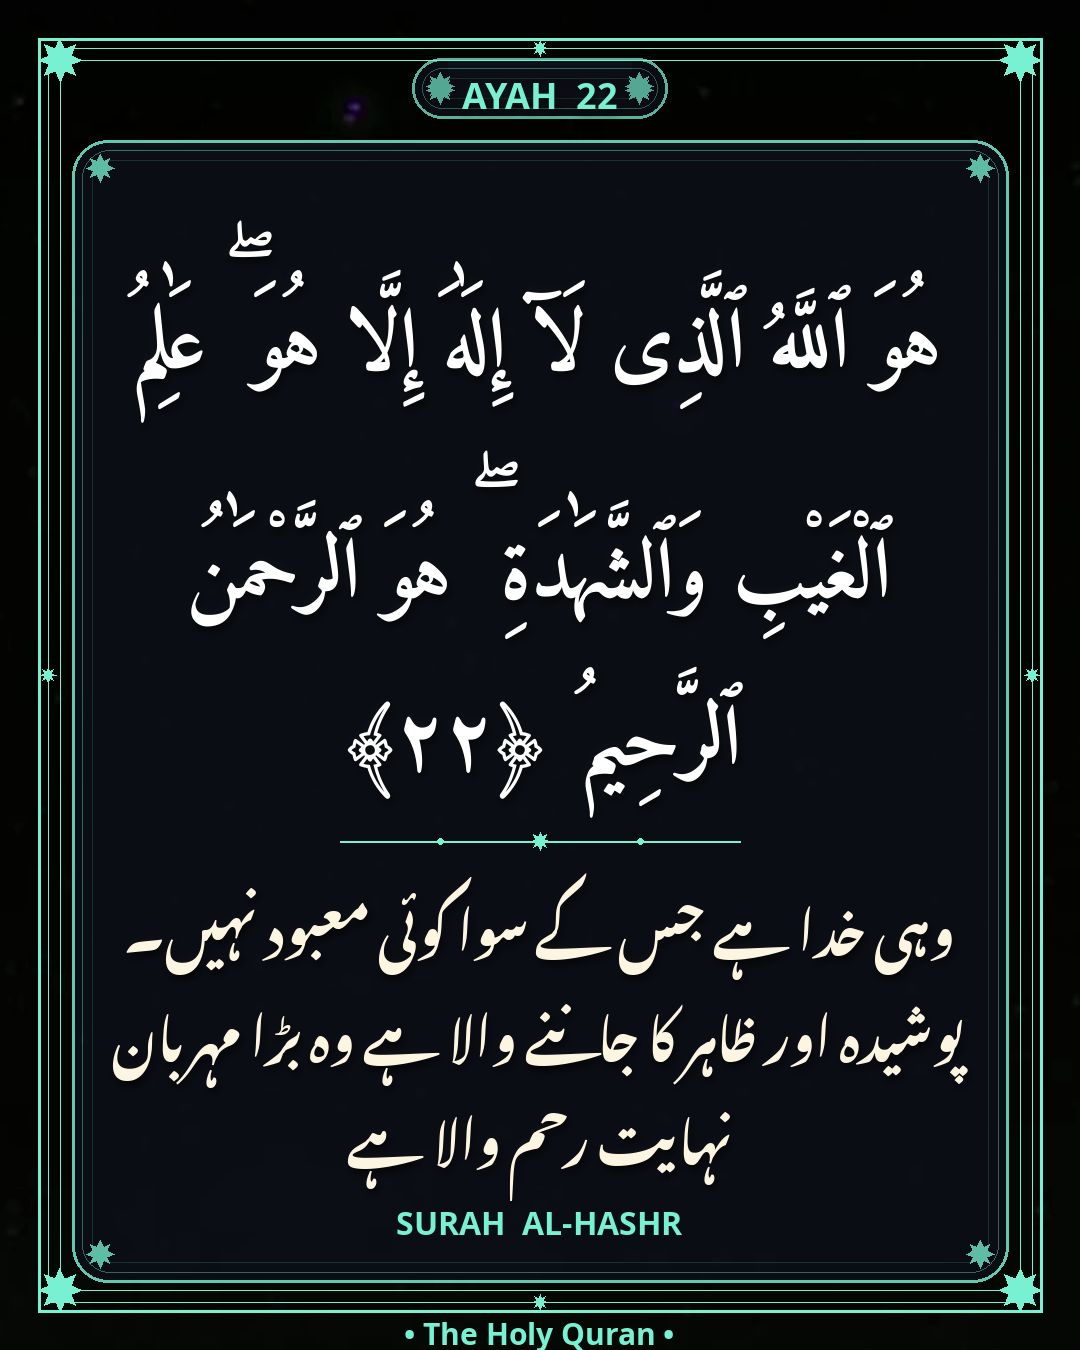 AYAH 22
هُوَ ٱللَّهُ ٱلَّذِى لَآ إِلَٰهَ إِلَّا هُوَ ۖ عَٰلِمُ
ٱلْغَيْبِ وَٱلشَّهَٰدَةِ ۖ هُوَ ٱلرَّحْمَٰنُ
ٱلرَّحِيمُ ﴿٢٢﴾
وہی خدا ہے جس کے سوا کوئی معبود نہیں۔
پوشیدہ اور ظاہر کا جاننے والا ہے وہ بڑا مہربان
نہایت رحم والا ہے
SURAH AL-HASHR
• The Holy Quran •